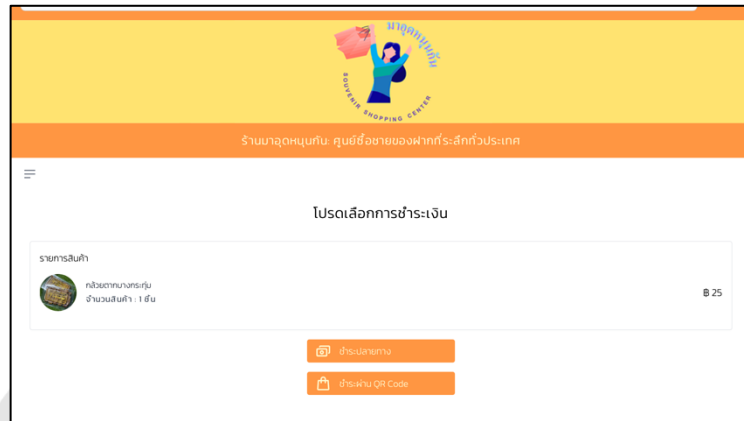 มาอุดหนุนกัน
SOUVENIR SHOPPING CENTER
ร้านมาอุดหนุนกัน: ศูนย์ซื้อขายของฝากที่ระลึกทั่วประเทศ
โปรดเลือกการชำระเงิน
รายการสินค้า
กล้วยตากบางกระทุ่ม
จำนวนสินค้า : 1 ชิ้น
฿ 25
ชำระปลายทาง
ชำระผ่าน QR Code